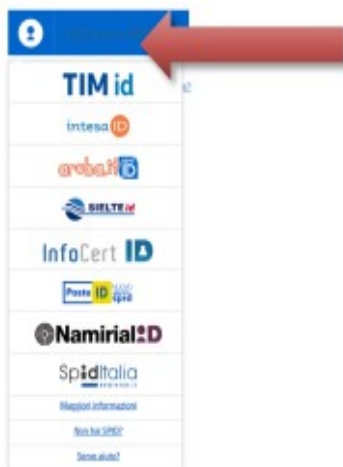 TIM id
intesa ID
aruba.it ID
SIELTE id
InfoCert ID
Poste ID spid
Namirial ID
SpidItalia
Maggiori informazioni
Non hai SPID?
Serve aiuto?